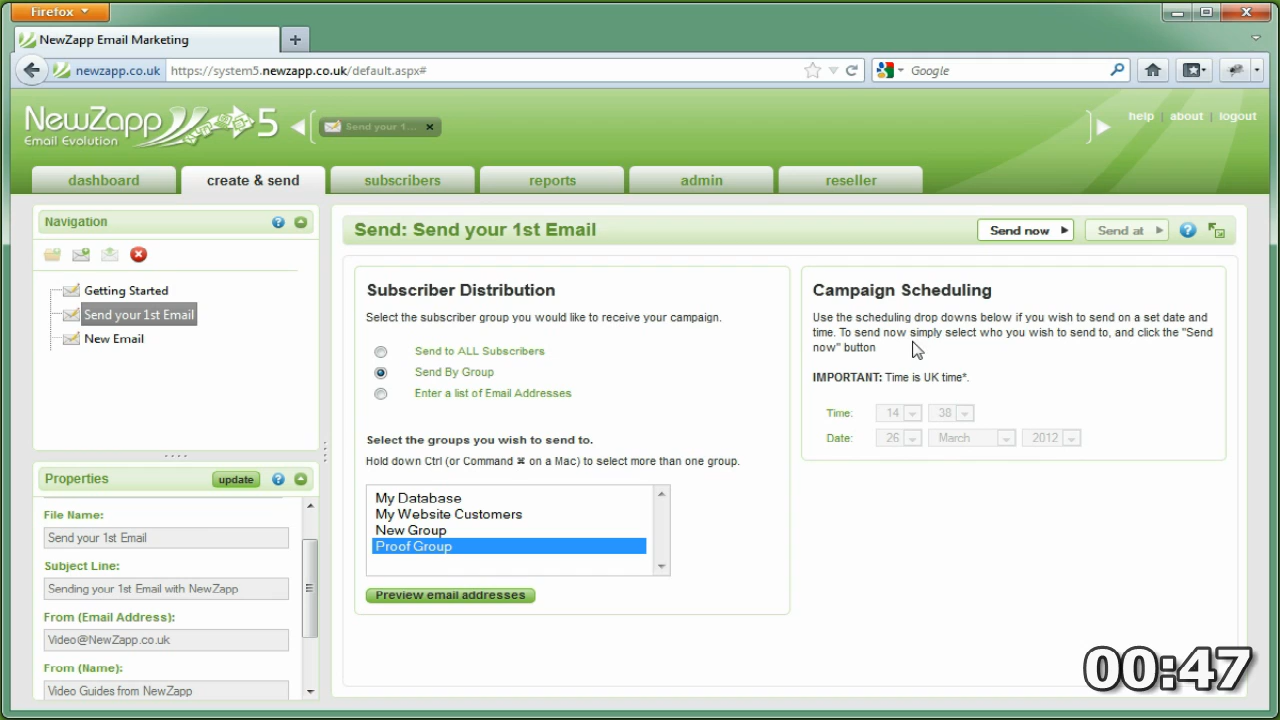 Firefox
NewZapp Email Marketing
newzapp.co.uk
https://system5.newzapp.co.uk/default.aspx#
Google
NewZapp 5
Email Evolution
Send your 1...
help | about | logout
dashboard
create & send
subscribers
reports
admin
reseller
Navigation
Getting Started
Send your 1st Email
New Email
Properties
update
File Name:
Send your 1st Email
Subject Line:
Sending your 1st Email with NewZapp
From (Email Address):
Video@NewZapp.co.uk
From (Name):
Video Guides from NewZapp
Send: Send your 1st Email
Send now
Send at
Subscriber Distribution
Select the subscriber group you would like to receive your campaign.
Send to ALL Subscribers
Send By Group
Enter a list of Email Addresses
Select the groups you wish to send to.
Hold down Ctrl (or Command ⌘ on a Mac) to select more than one group.
My Database
My Website Customers
New Group
Proof Group
Preview email addresses
Campaign Scheduling
Use the scheduling drop downs below if you wish to send on a set date and
time. To send now simply select who you wish to send to, and click the "Send
now" button
IMPORTANT: Time is UK time*.
Time: 14 38
Date: 26 March 2012
00:47